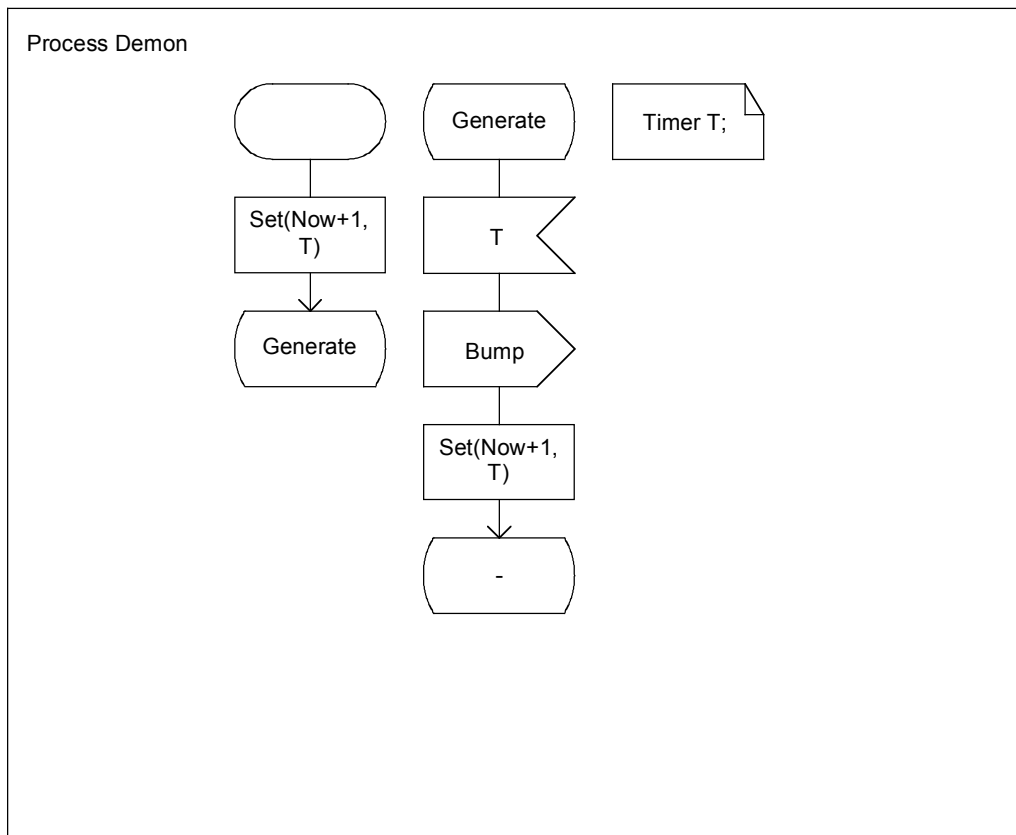 Process Demon
Generate
Timer T;
Set(Now+1,
T)
T
Generate
Bump
Set(Now+1,
T)
-